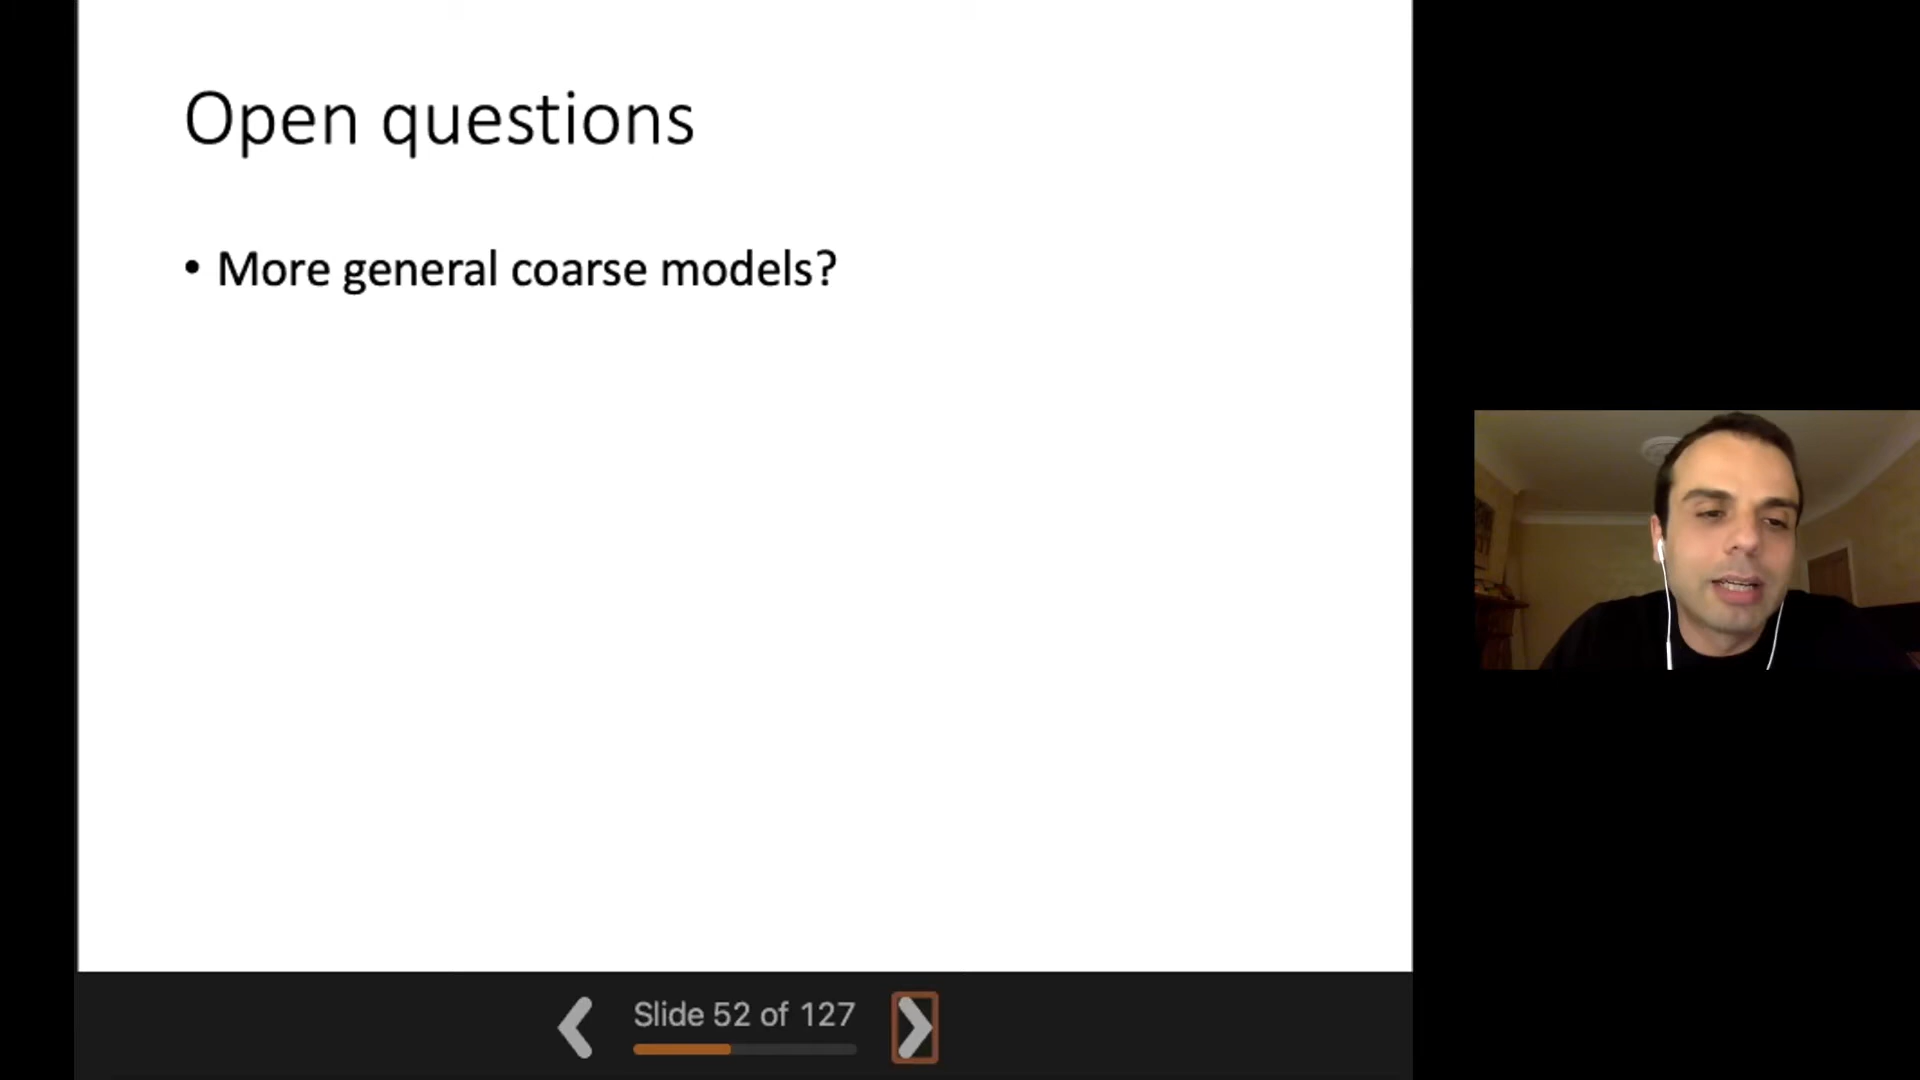 Open questions
• More general coarse models?
Slide 52 of 127